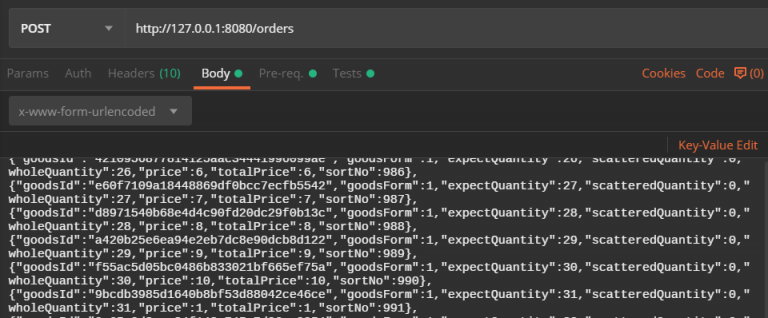 POST
http://127.0.0.1:8080/orders
Params Auth Headers (10) Body Pre-req. Tests Cookies Code (0)
x-www-form-urlencoded
Key-Value Edit
"goodsForm":1,"expectQuantity":26,"scatteredQuantity":0,"
wholeQuantity":26,"price":6,"totalPrice":6,"sortNo":986},
{"goodsId":"e60f7109a18448869df0bcc7ecfb5542","goodsForm":1,"expectQuantity":27,"scatteredQuantity":0,"
wholeQuantity":27,"price":7,"totalPrice":7,"sortNo":987},
{"goodsId":"d8971540b68e4d4c90fd20dc29f0b13c","goodsForm":1,"expectQuantity":28,"scatteredQuantity":0,"
wholeQuantity":28,"price":8,"totalPrice":8,"sortNo":988},
{"goodsId":"a420b25e6ea94e2eb7dc8e90dcb8d122","goodsForm":1,"expectQuantity":29,"scatteredQuantity":0,"
wholeQuantity":29,"price":9,"totalPrice":9,"sortNo":989},
{"goodsId":"f55ac5d05bc0486b833021bf665ef75a","goodsForm":1,"expectQuantity":30,"scatteredQuantity":0,"
wholeQuantity":30,"price":10,"totalPrice":10,"sortNo":990},
{"goodsId":"9bcdb3985d1640b8bf53d88042ce46ce","goodsForm":1,"expectQuantity":31,"scatteredQuantity":0,"
wholeQuantity":31,"price":1,"totalPrice":1,"sortNo":991},